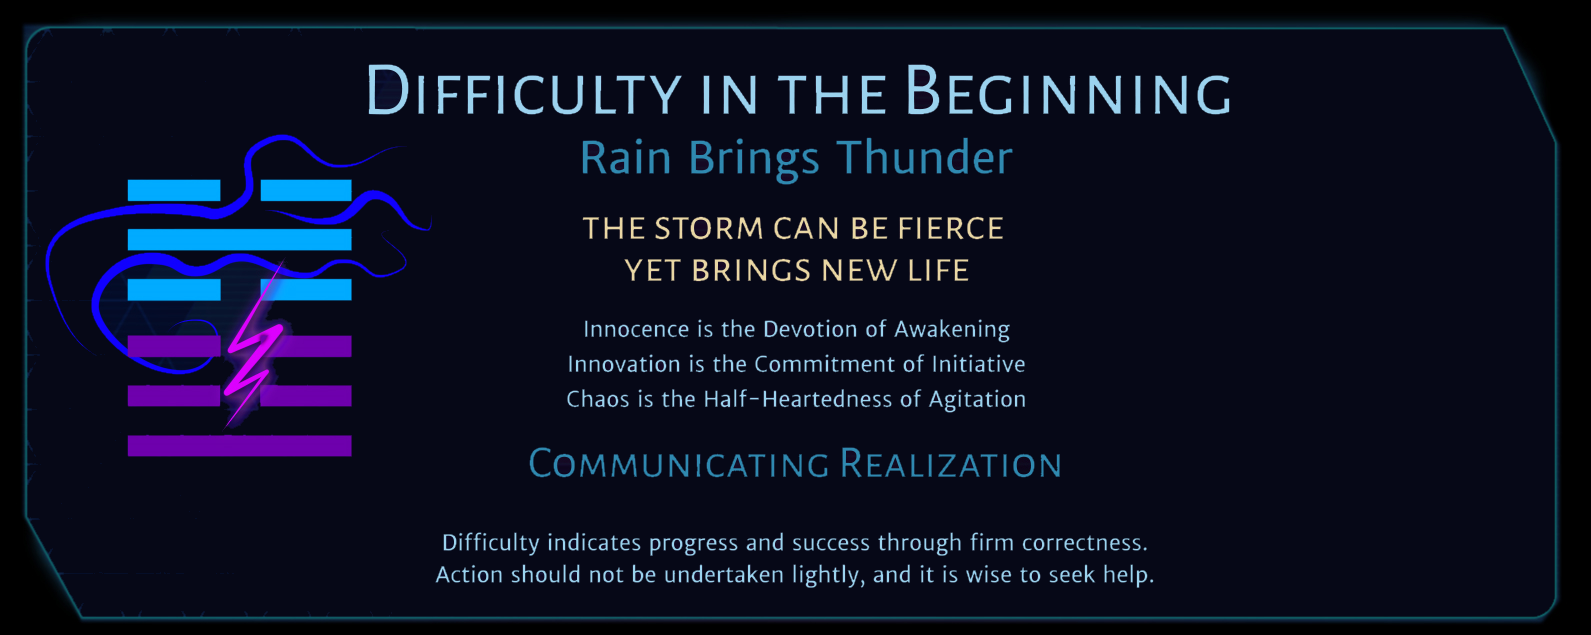 Difficulty in the Beginning
Rain Brings Thunder
THE STORM CAN BE FIERCE
YET BRINGS NEW LIFE
Innocence is the Devotion of Awakening
Innovation is the Commitment of Initiative
Chaos is the Half-Heartedness of Agitation
Communicating Realization
Difficulty indicates progress and success through firm correctness.
Action should not be undertaken lightly, and it is wise to seek help.